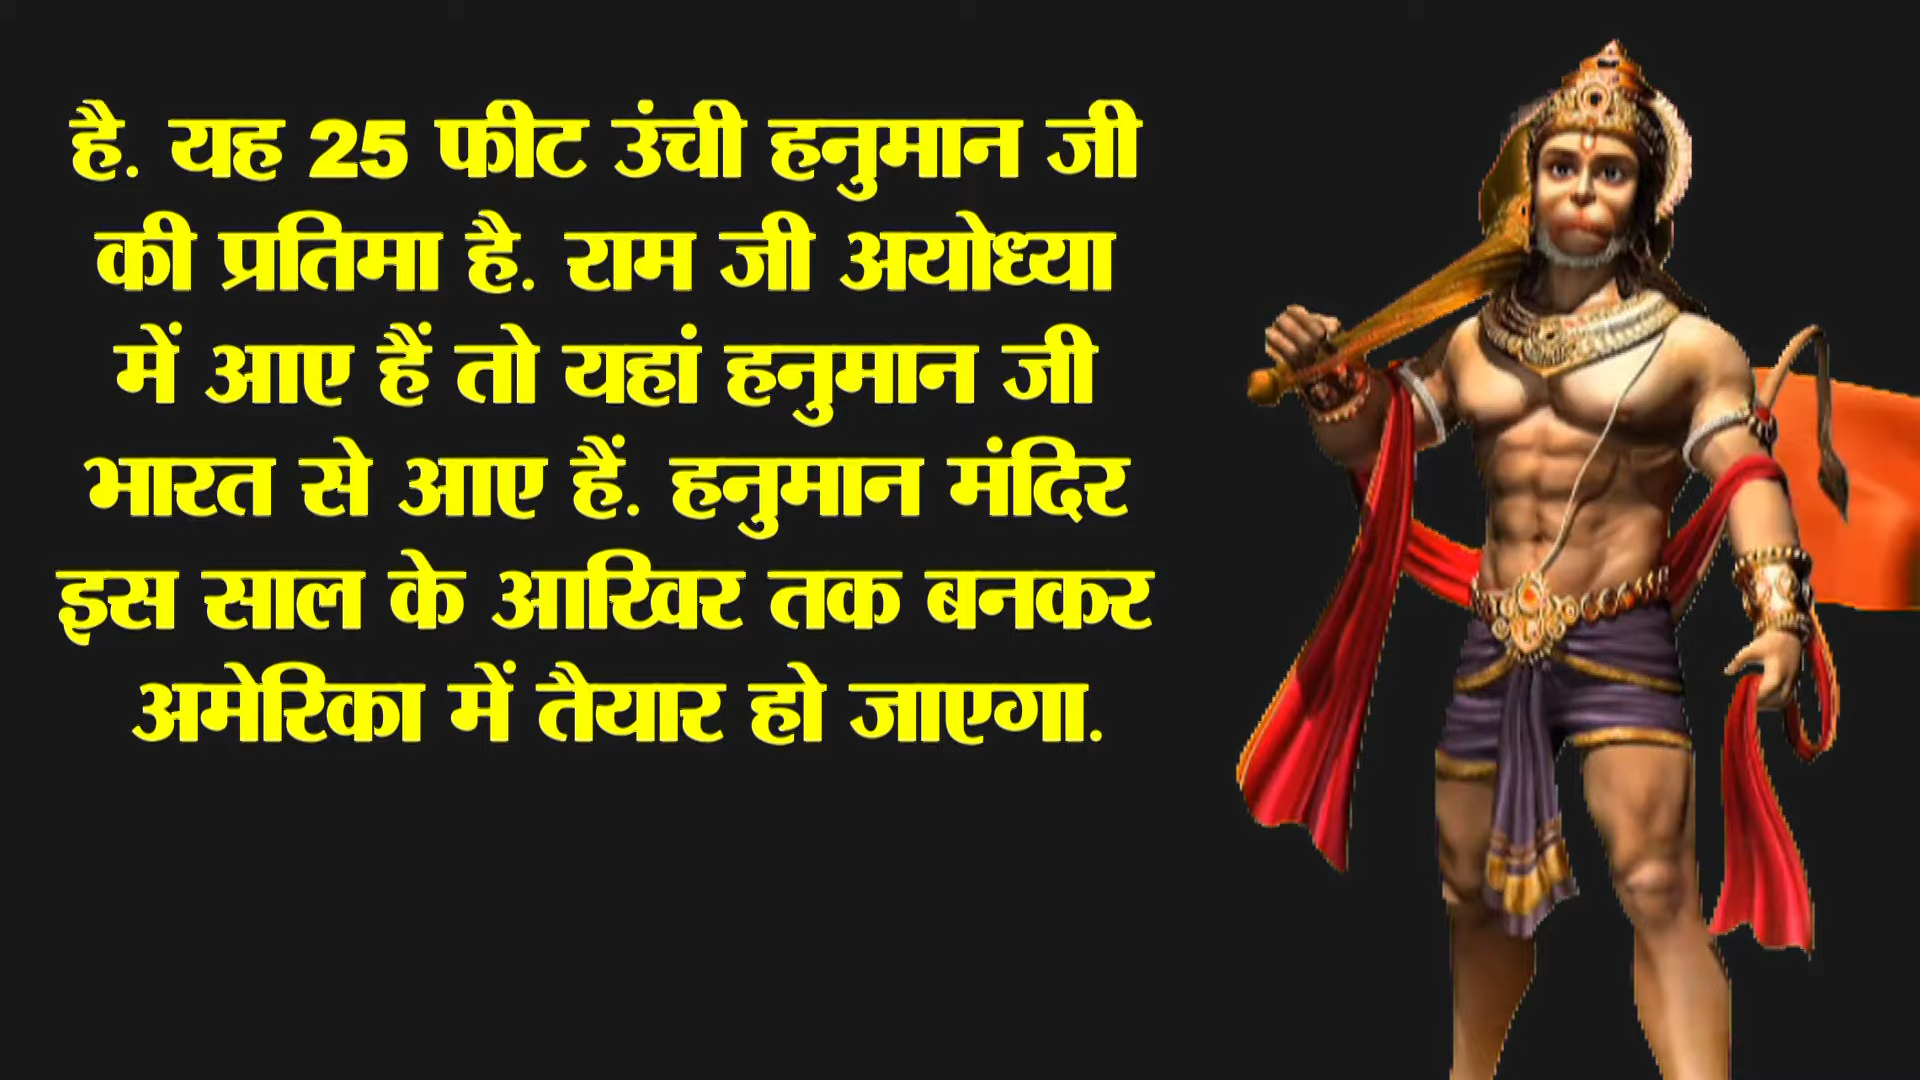 है. यह 25 फीट उंची हनुमान जी
की प्रतिमा है. राम जी अयोध्या
में आए हैं तो यहां हनुमान जी
भारत से आए हैं. हनुमान मंदिर
इस साल के आखिर तक बनकर
अमेरिका में तैयार हो जाएगा.